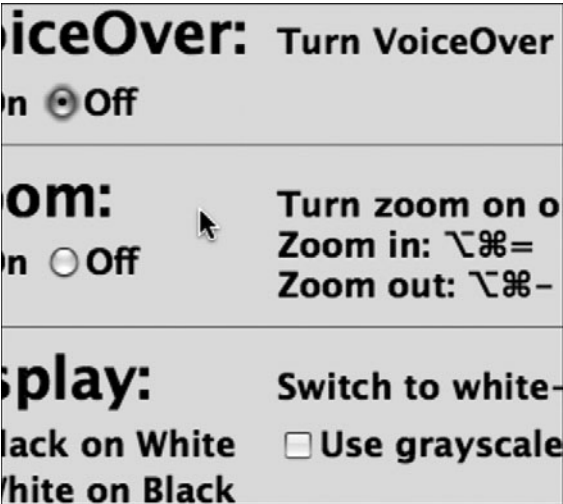 oiceOver: Turn VoiceOver
n Off
om: Turn zoom on o
n Off Zoom in: ⌥⌘=
Zoom out: ⌥⌘-
splay: Switch to white-
lack on White Use grayscale
hite on Black